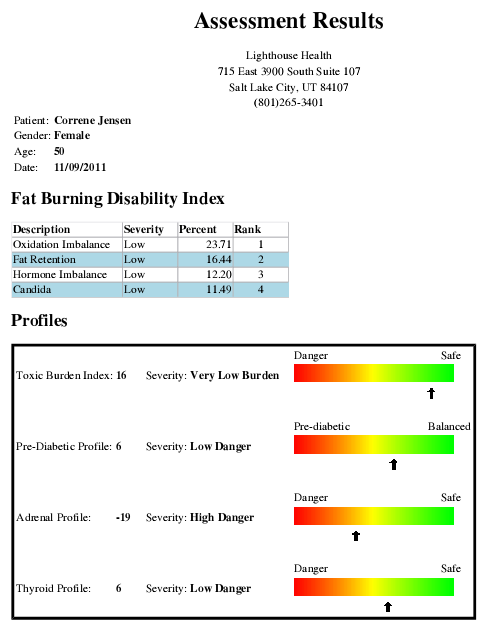 Assessment Results
Lighthouse Health
715 East 3900 South Suite 107
Salt Lake City, UT 84107
(801)265-3401
Patient: Correne Jensen
Gender: Female
Age: 50
Date: 11/09/2011
Fat Burning Disability Index
Description Severity Percent Rank
Oxidation Imbalance Low 23.71 1
Fat Retention Low 16.44 2
Hormone Imbalance Low 12.20 3
Candida Low 11.49 4
Profiles
Danger Safe
Toxic Burden Index: 16 Severity: Very Low Burden
Pre-diabetic Balanced
Pre-Diabetic Profile: 6 Severity: Low Danger
Danger Safe
Adrenal Profile: -19 Severity: High Danger
Danger Safe
Thyroid Profile: 6 Severity: Low Danger